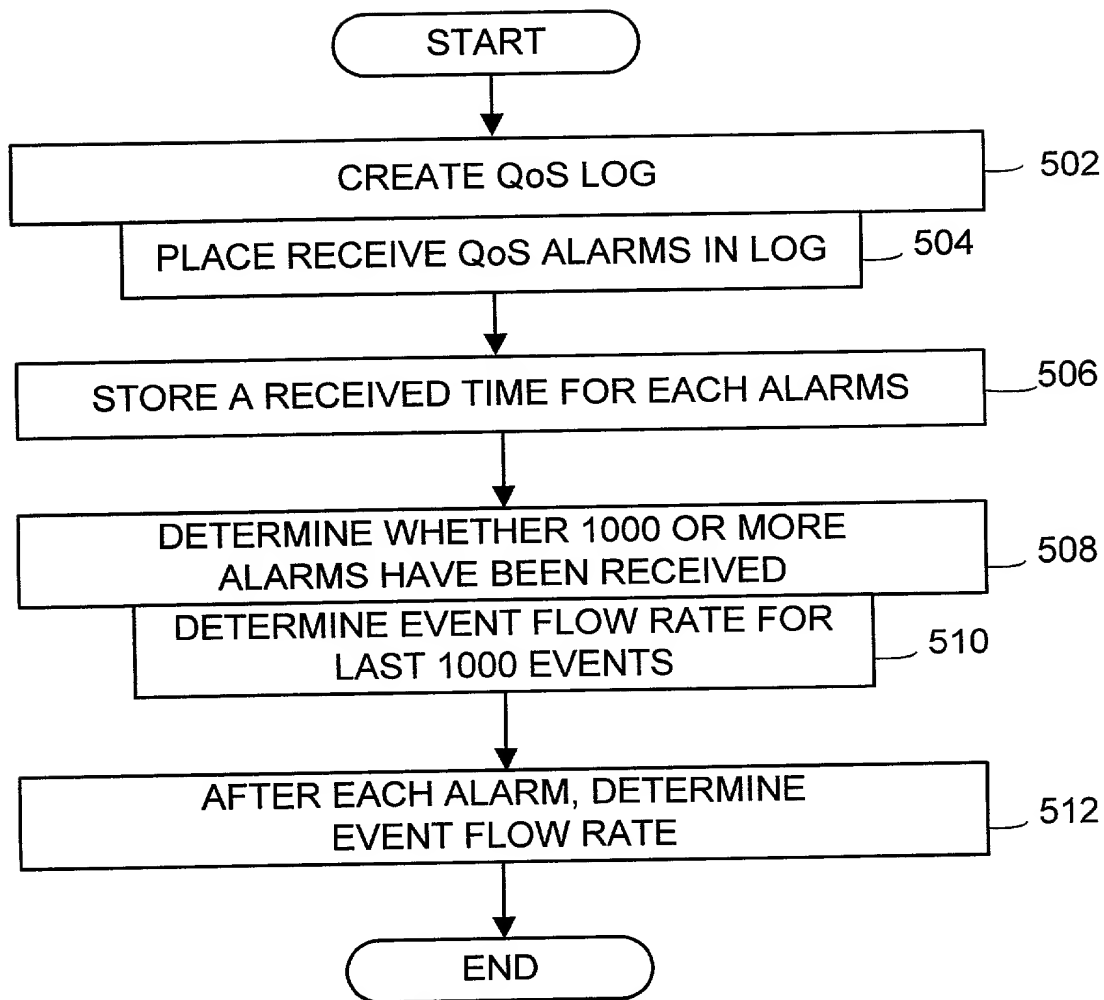 START
CREATE QoS LOG
502
PLACE RECEIVE QoS ALARMS IN LOG
504
STORE A RECEIVED TIME FOR EACH ALARMS
506
DETERMINE WHETHER 1000 OR MORE
ALARMS HAVE BEEN RECEIVED
508
DETERMINE EVENT FLOW RATE FOR
LAST 1000 EVENTS
510
AFTER EACH ALARM, DETERMINE
EVENT FLOW RATE
512
END